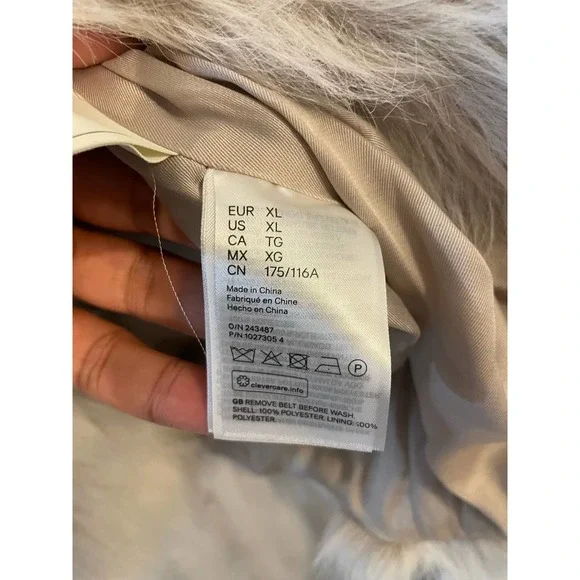 EUR XL
US XL
CA TG
MX XG
CN 175/116A
Made in China
Fabriqué en Chine
Hecho en China
O/N 243487
P/N 1027305 4
P
clevercare.info
GB REMOVE BELT BEFORE WASH.
SHELL: 100% POLYESTER. LINING: 100%
POLYESTER.